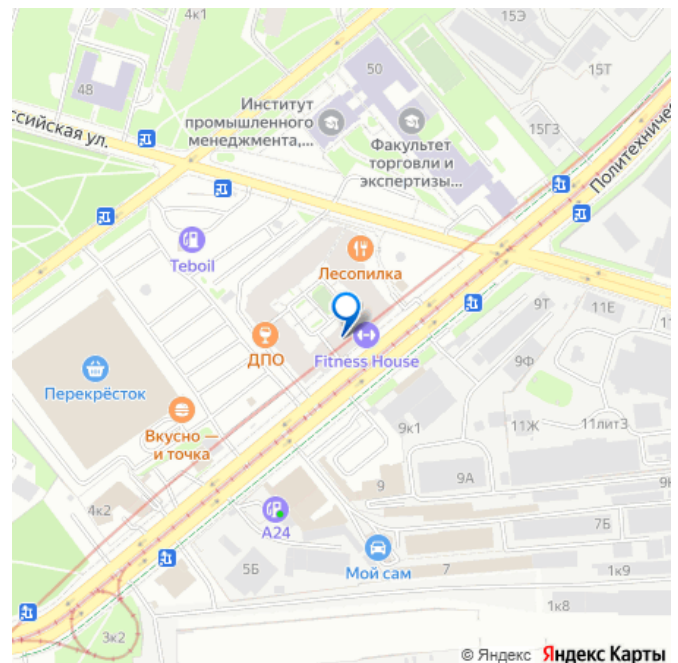 4к1
15Э
50
15Т
48
Институт
промышленного
менеджмента,...
ссийская ул.
Факультет
торговли и
экспертизы...
15Г3
Политехническ
Teboil
Лесопилка
9Т
11Е
11
Fitness House
ДПО
Перекрёсток
9Ф
Вкусно —
и точка
9к1
11Ж
11лит3
9А
9
4к2
А24
7Б
5Б
Мой сам
7
1к9
1к8
3к2
© Яндекс Яндекс Карты